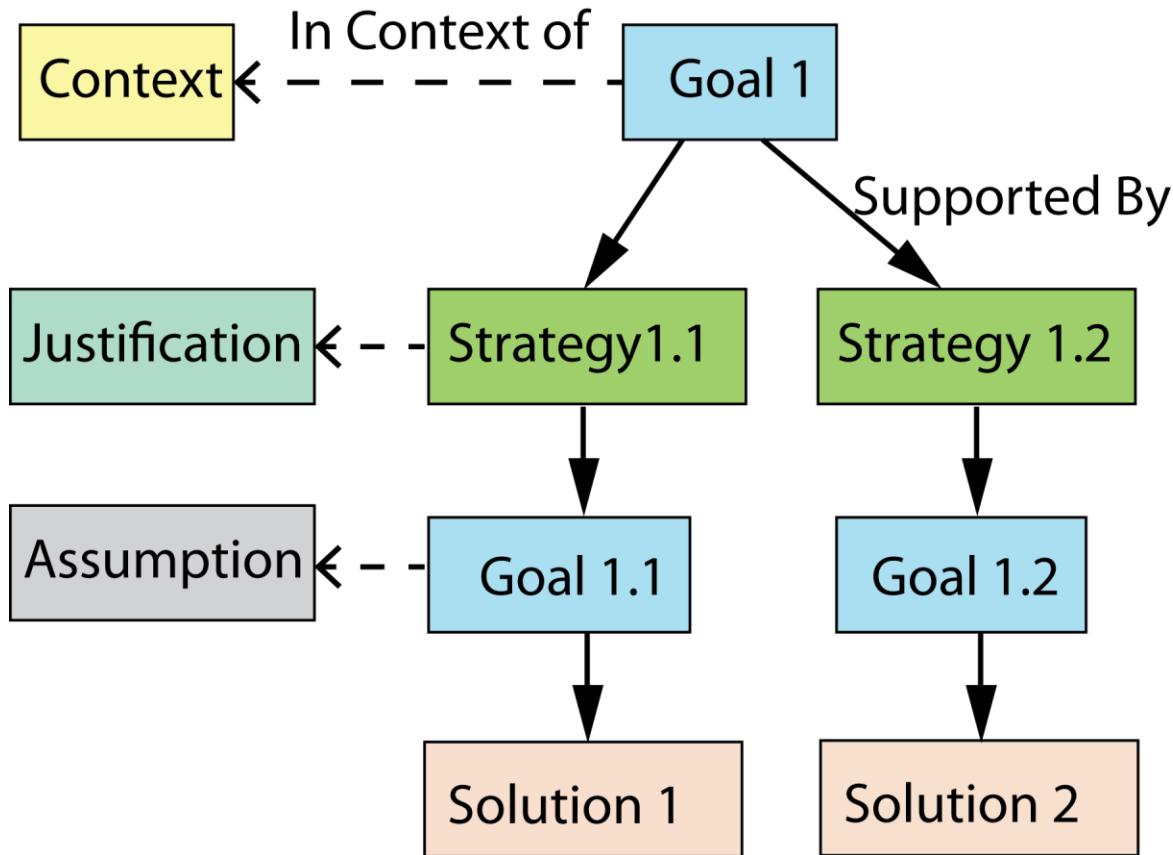 In Context of
Context
Goal 1
Supported By
Justification
Strategy1.1
Strategy 1.2
Assumption
Goal 1.1
Goal 1.2
Solution 1
Solution 2